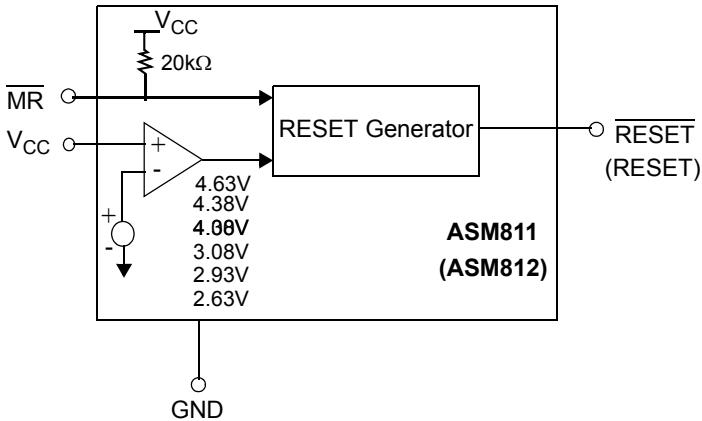 VCC
20kΩ
MR
VCC
+
-
RESET Generator
RESET
(RESET)
4.63V
4.38V
3.08V
2.93V
2.63V
+
-
ASM811
(ASM812)
GND